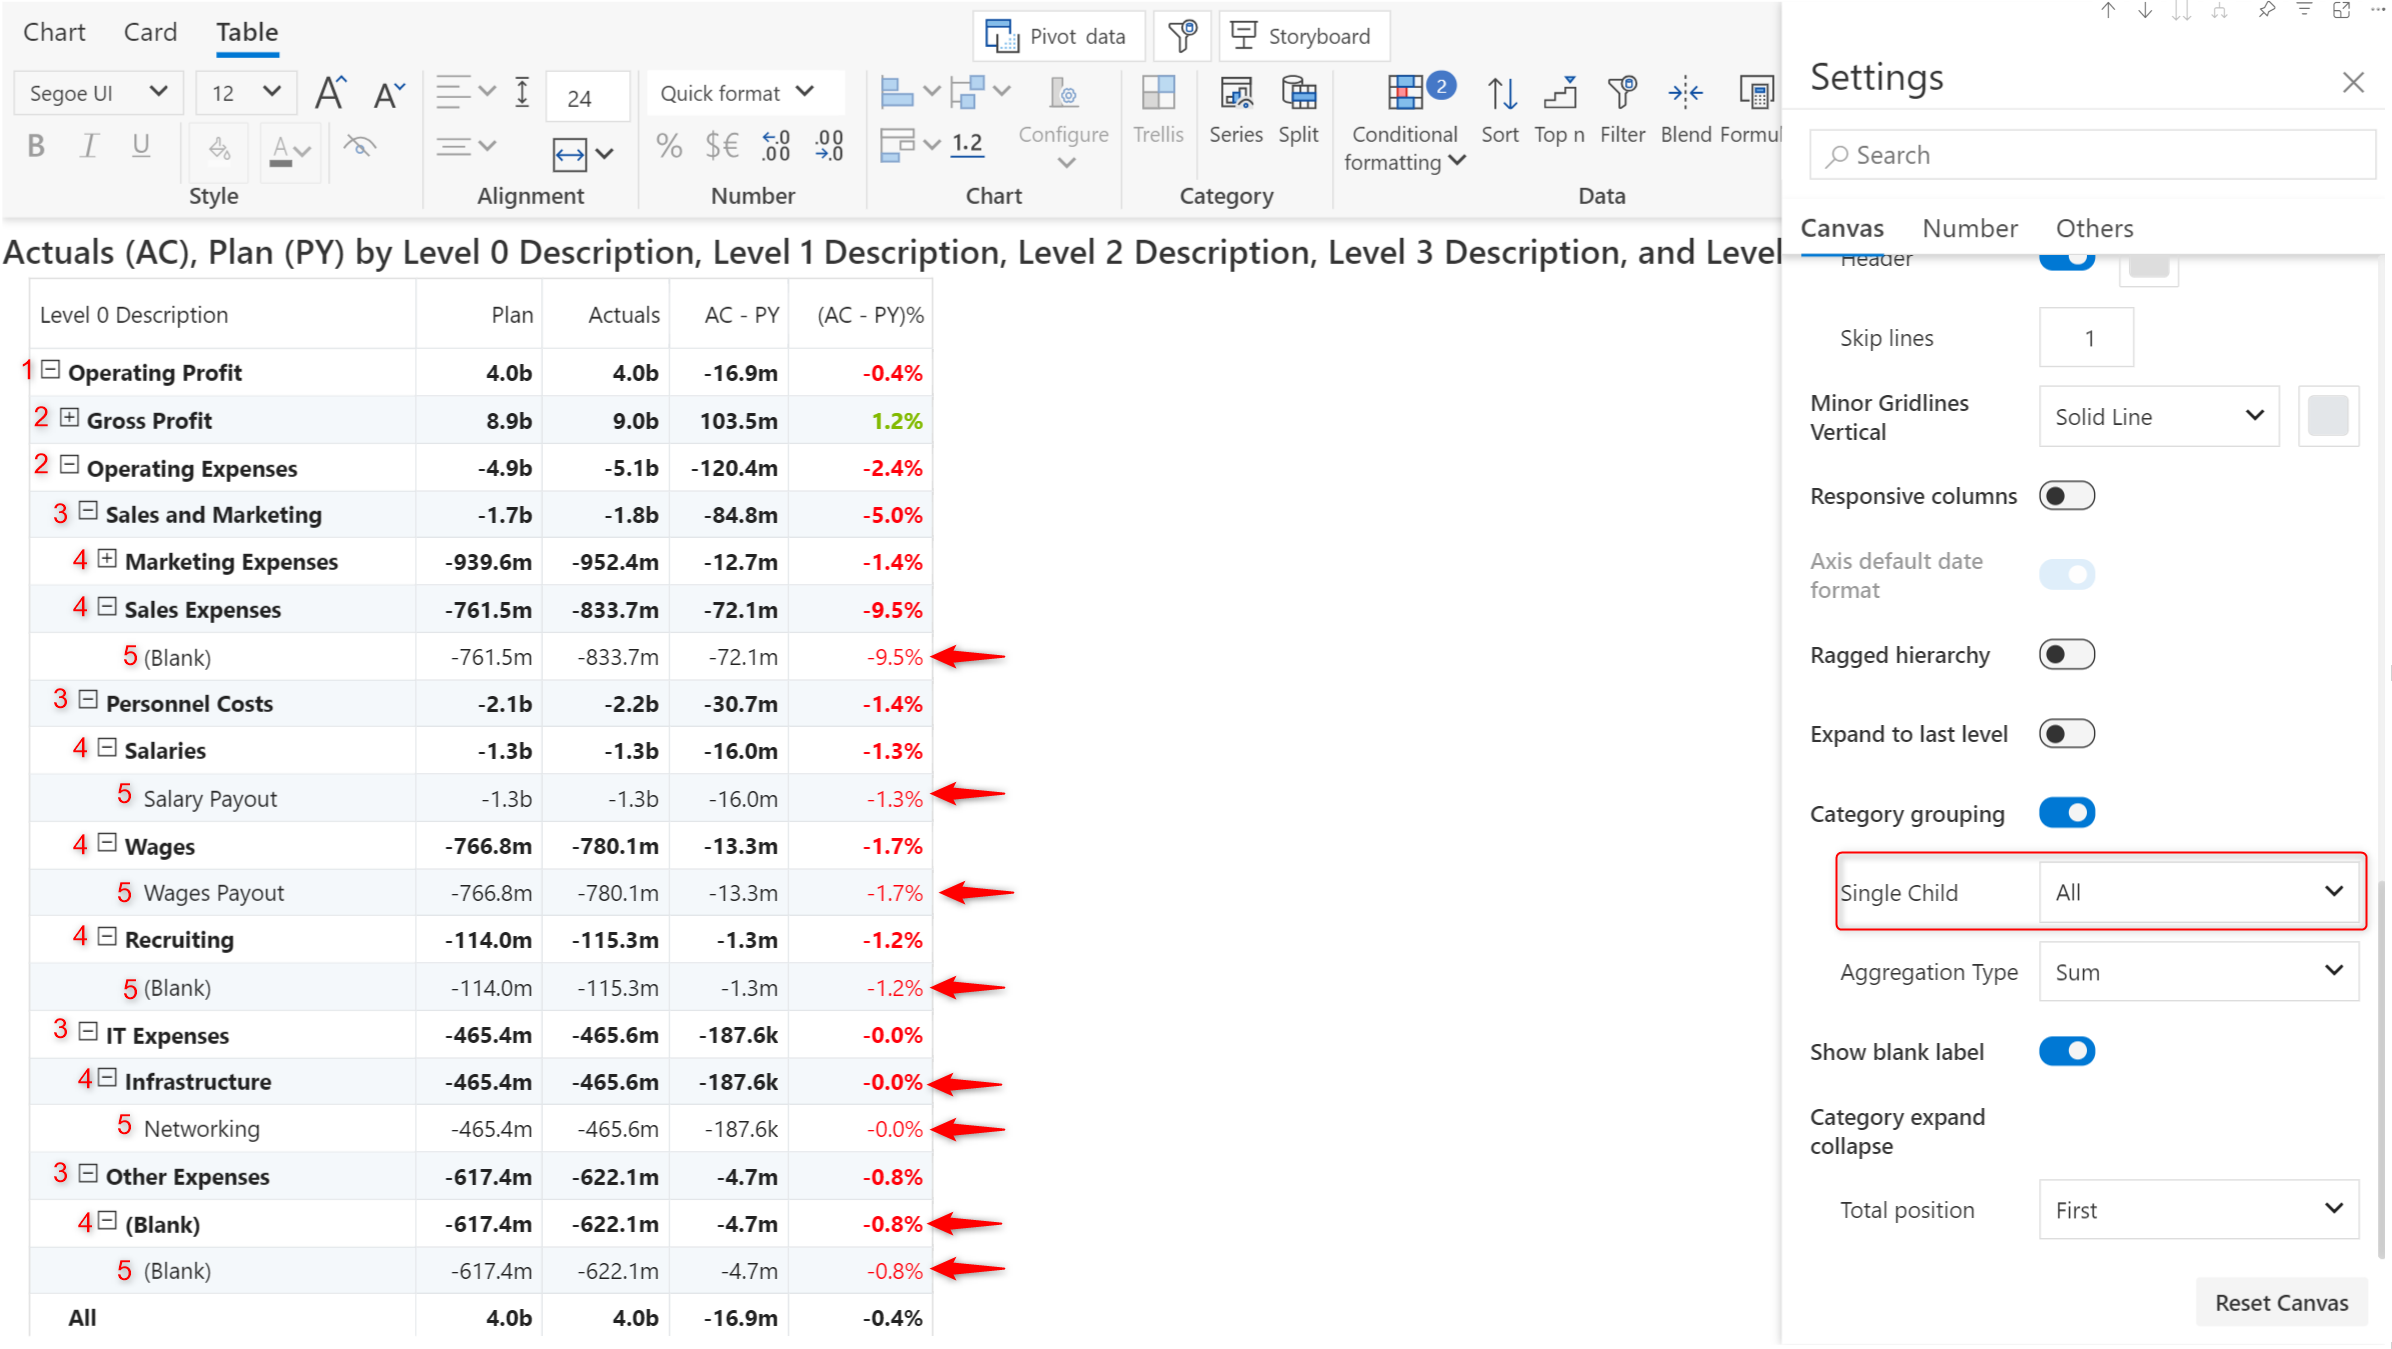 Chart Card Table
Pivot data Storyboard
Segoe UI 12 A A 24 Quick format
B I U A % $€ .0 .00 .00 .0 1.2
Configure Trellis Series Split Conditional formatting 2 Sort Top n Filter Blend Formul
Style Alignment Number Chart Category Data
Actuals (AC), Plan (PY) by Level 0 Description, Level 1 Description, Level 2 Description, Level 3 Description, and Level
Level 0 Description Plan Actuals AC - PY (AC - PY)%
1 Operating Profit 4.0b 4.0b -16.9m -0.4%
2 Gross Profit 8.9b 9.0b 103.5m 1.2%
2 Operating Expenses -4.9b -5.1b -120.4m -2.4%
3 Sales and Marketing -1.7b -1.8b -84.8m -5.0%
4 Marketing Expenses -939.6m -952.4m -12.7m -1.4%
4 Sales Expenses -761.5m -833.7m -72.1m -9.5%
5 (Blank) -761.5m -833.7m -72.1m -9.5%
3 Personnel Costs -2.1b -2.2b -30.7m -1.4%
4 Salaries -1.3b -1.3b -16.0m -1.3%
5 Salary Payout -1.3b -1.3b -16.0m -1.3%
4 Wages -766.8m -780.1m -13.3m -1.7%
5 Wages Payout -766.8m -780.1m -13.3m -1.7%
4 Recruiting -114.0m -115.3m -1.3m -1.2%
5 (Blank) -114.0m -115.3m -1.3m -1.2%
3 IT Expenses -465.4m -465.6m -187.6k -0.0%
4 Infrastructure -465.4m -465.6m -187.6k -0.0%
5 Networking -465.4m -465.6m -187.6k -0.0%
3 Other Expenses -617.4m -622.1m -4.7m -0.8%
4 (Blank) -617.4m -622.1m -4.7m -0.8%
5 (Blank) -617.4m -622.1m -4.7m -0.8%
All 4.0b 4.0b -16.9m -0.4%
Settings
Search
Canvas Number Others
Header
Skip lines 1
Minor Gridlines
Vertical
Solid Line
Responsive columns
Axis default date
format
Ragged hierarchy
Expand to last level
Category grouping
Single Child All
Aggregation Type Sum
Show blank label
Category expand
collapse
Total position First
Reset Canvas